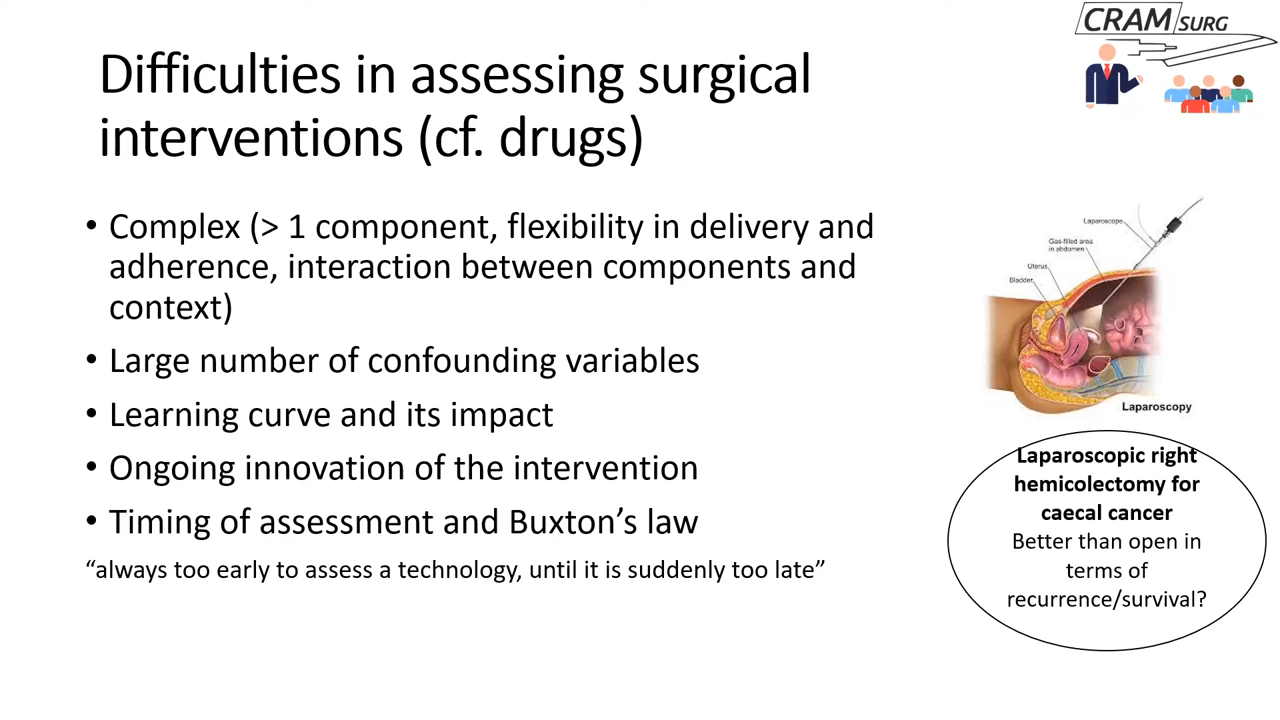 CRAM SURG
Difficulties in assessing surgical
interventions (cf. drugs)
• Complex (> 1 component, flexibility in delivery and
adherence, interaction between components and
context)
• Large number of confounding variables
• Learning curve and its impact
• Ongoing innovation of the intervention
• Timing of assessment and Buxton’s law
“always too early to assess a technology, until it is suddenly too late”
Laparoscope
Gas-filled area
in abdomen
Uterus
Bladder
Laparoscopy
Laparoscopic right
hemicolectomy for
caecal cancer
Better than open in
terms of
recurrence/survival?